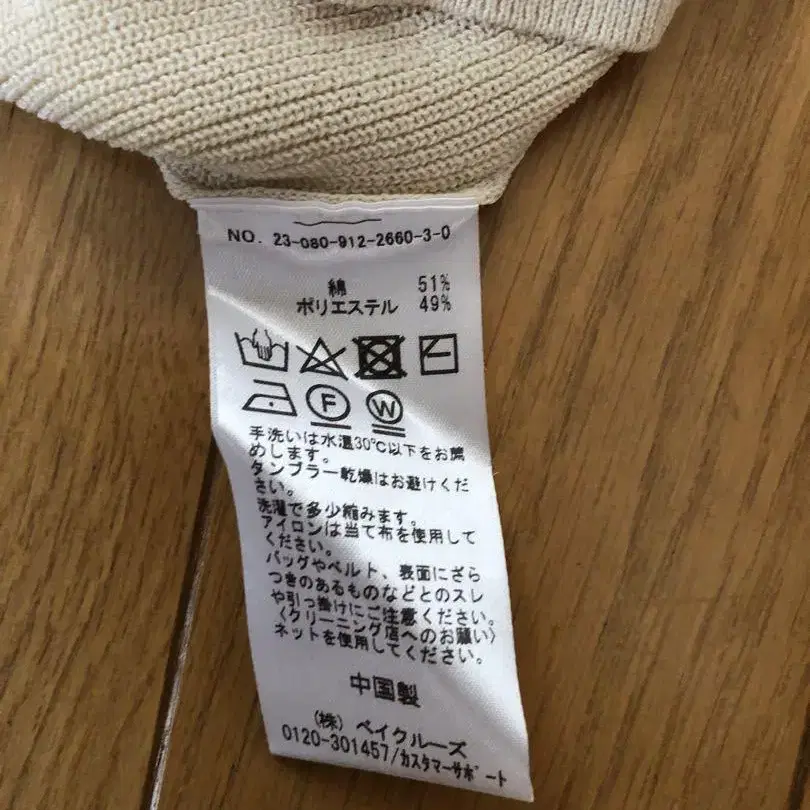 NO. 23-080-912-2660-3-0
綿 51%
ポリエステル 49%
F W
手洗いは水温30℃以下をお薦
めします。
タンブラー乾燥はお避けくだ
さい。
洗濯で多少縮みます。
アイロンは当て布を使用して
ください。
バッグやベルト、表面にざら
つきのあるものなどとのスレ
や引っ掛けにご注意ください。
〈クリーニング店へのお願い〉
ネットを使用してください。
中国製
(株) ベイクルーズ
0120-301457/カスタマーサポート